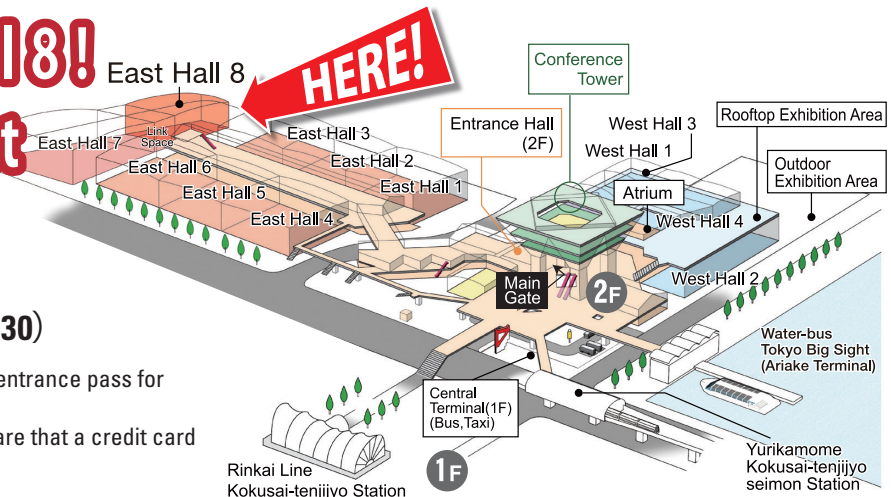 l8!
t
East Hall 8
HERE!
Conference
Tower
Entrance Hall
(2F)
West Hall 3
West Hall 1
Rooftop Exhibition Area
Outdoor
Exhibition Area
Atrium
West Hall 4
West Hall 2
East Hall 7
Link
Space
East Hall 3
East Hall 6
East Hall 2
East Hall 5
East Hall 1
East Hall 4
Main
Gate
2F
30)
entrance pass for
are that a credit card
Central
Terminal(1F)
(Bus,Taxi)
1F
Water-bus
Tokyo Big Sight
(Ariake Terminal)
Rinkai Line
Kokusai-tenjijyo Station
Yurikamome
Kokusai-tenjijyo
seimon Station